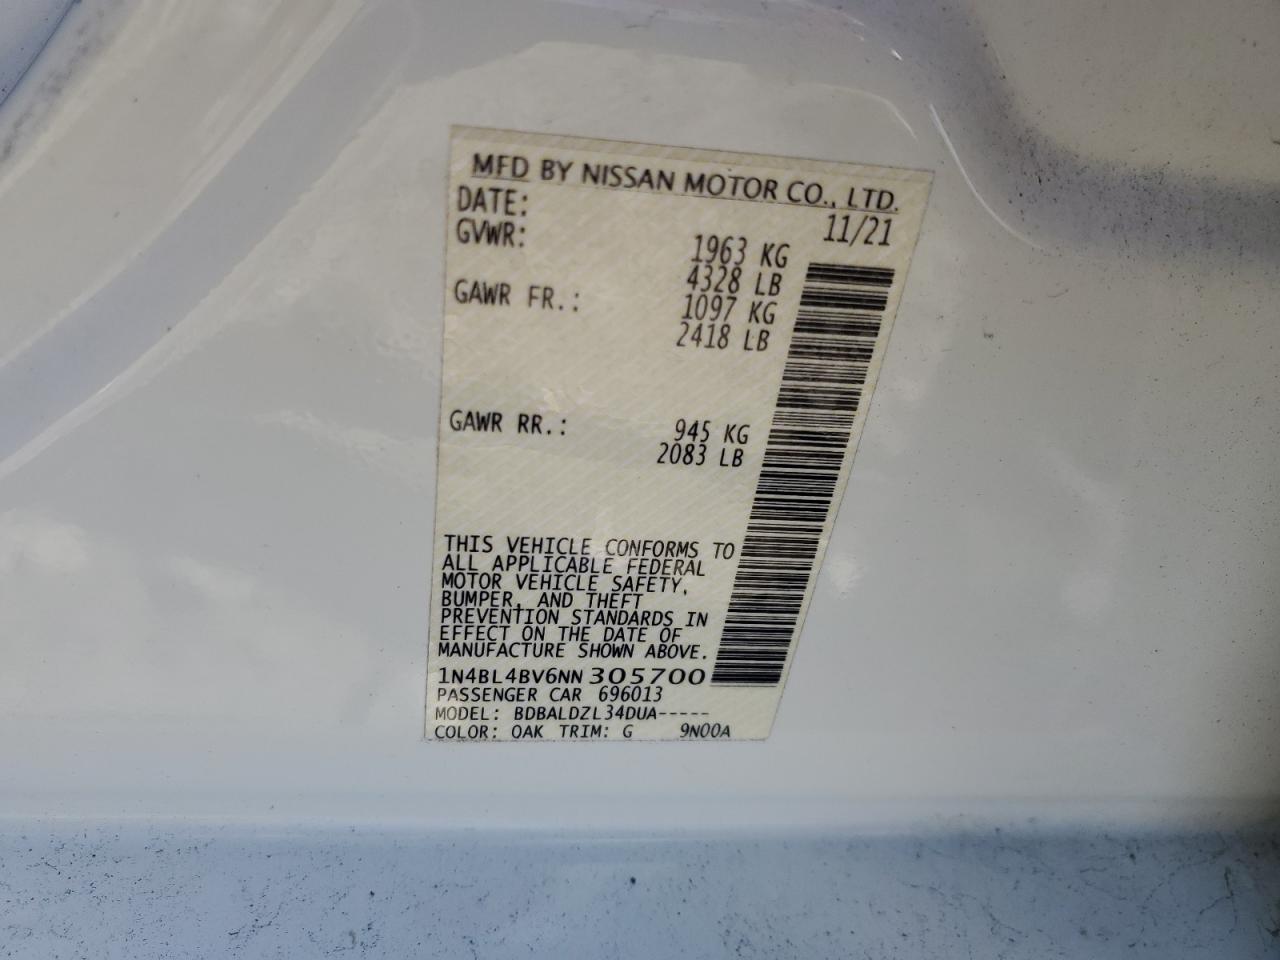 MFD BY NISSAN MOTOR CO., LTD.
DATE: 11/21
GVWR: 1963 KG
4328 LB
GAWR FR.: 1097 KG
2418 LB
GAWR RR.: 945 KG
2083 LB
THIS VEHICLE CONFORMS TO
ALL APPLICABLE FEDERAL
MOTOR VEHICLE SAFETY,
BUMPER, AND THEFT
PREVENTION STANDARDS IN
EFFECT ON THE DATE OF
MANUFACTURE SHOWN ABOVE.
1N4BL4BV6NN305700
PASSENGER CAR 696013
MODEL: BDBALDZL34DUA-----
COLOR: OAK TRIM: G 9N00A